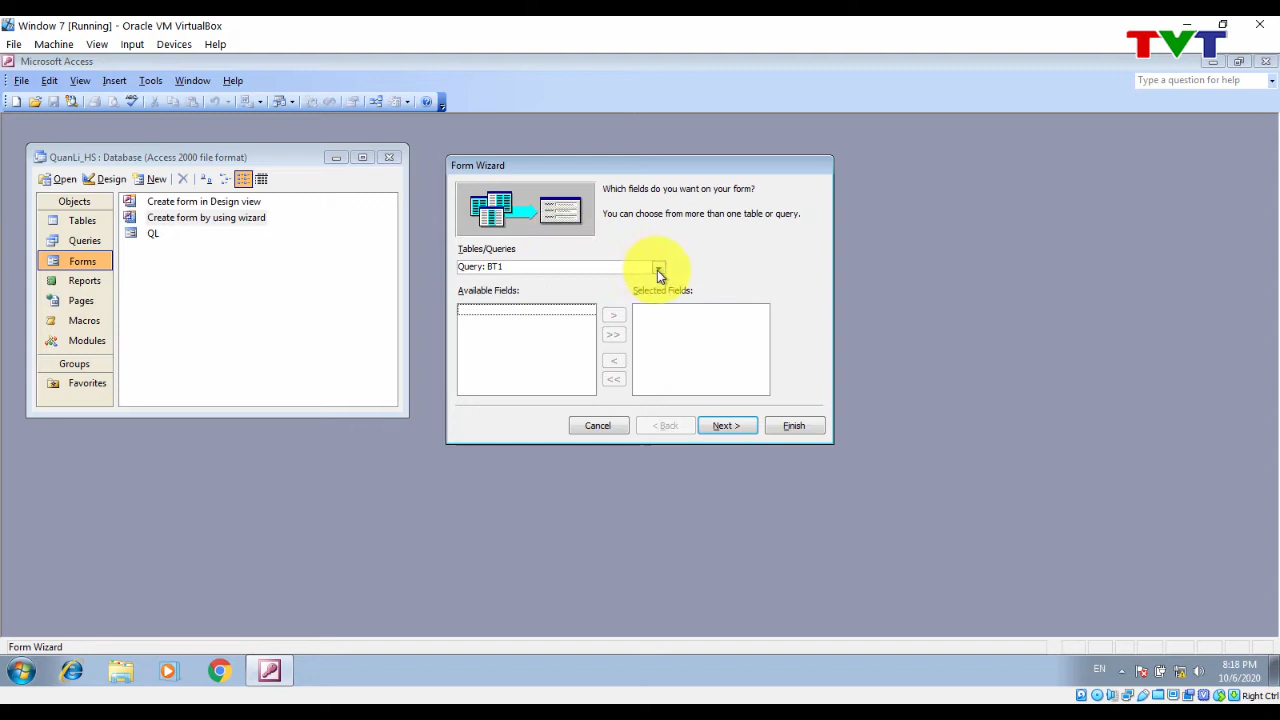 Window 7 [Running] - Oracle VM VirtualBox
TVT
File Machine View Input Devices Help
Microsoft Access
File Edit View Insert Tools Window Help
Type a question for help
QuanLi_HS : Database (Access 2000 file format)
Open Design New
Objects
Tables
Queries
Forms
Reports
Pages
Macros
Modules
Groups
Favorites
Create form in Design view
Create form by using wizard
QL
Form Wizard
Which fields do you want on your form?
You can choose from more than one table or query.
Tables/Queries
Query: BT1
Available Fields:
Selected Fields:
>
>>
<
<<
Cancel
< Back
Next >
Finish
Form Wizard
EN
8:18 PM
10/6/2020
Right Ctrl